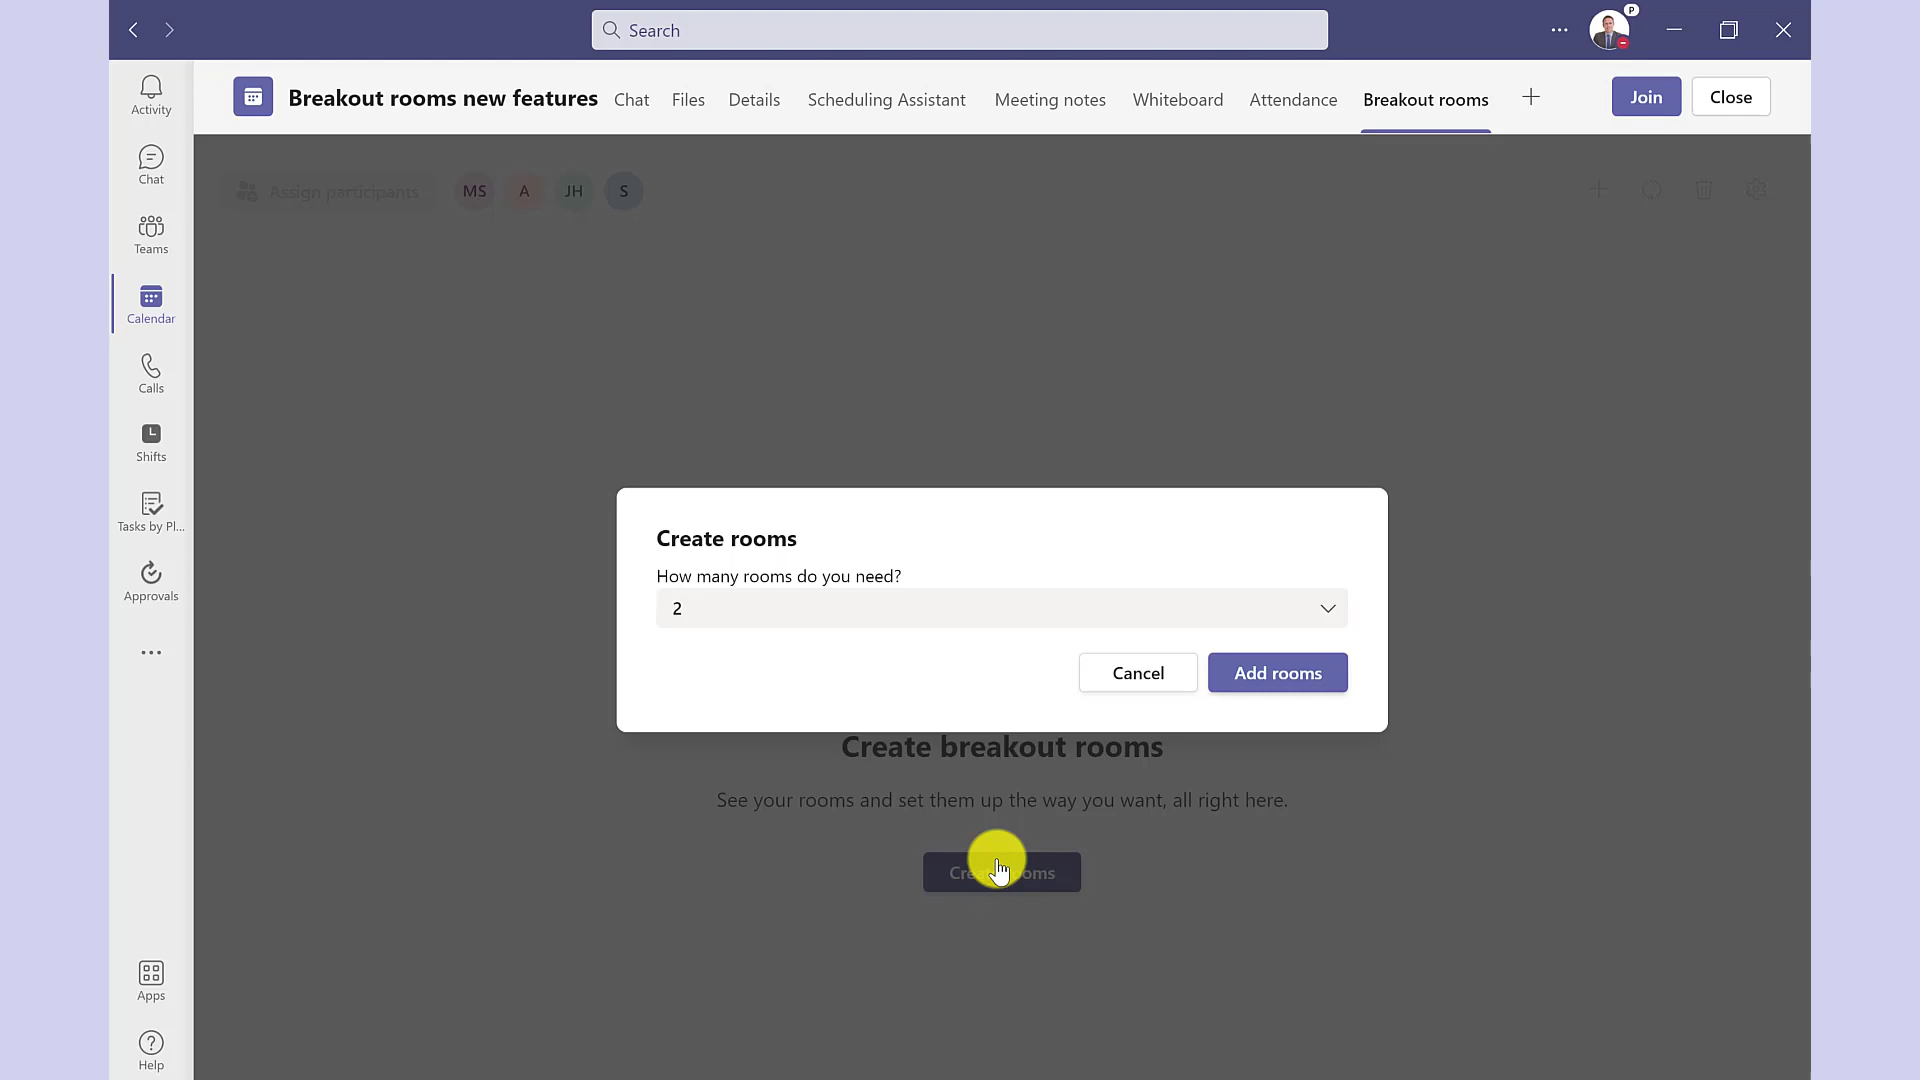 Search
P
Activity
Chat
Teams
Calendar
Calls
Shifts
Tasks by Pl...
Approvals
Apps
Help
Breakout rooms new features Chat Files Details Scheduling Assistant Meeting notes Whiteboard Attendance Breakout rooms Join Close
Assign participants MS A JH S
Create rooms
How many rooms do you need?
2
Cancel Add rooms
Create breakout rooms
See your rooms and set them up the way you want, all right here.
Create rooms